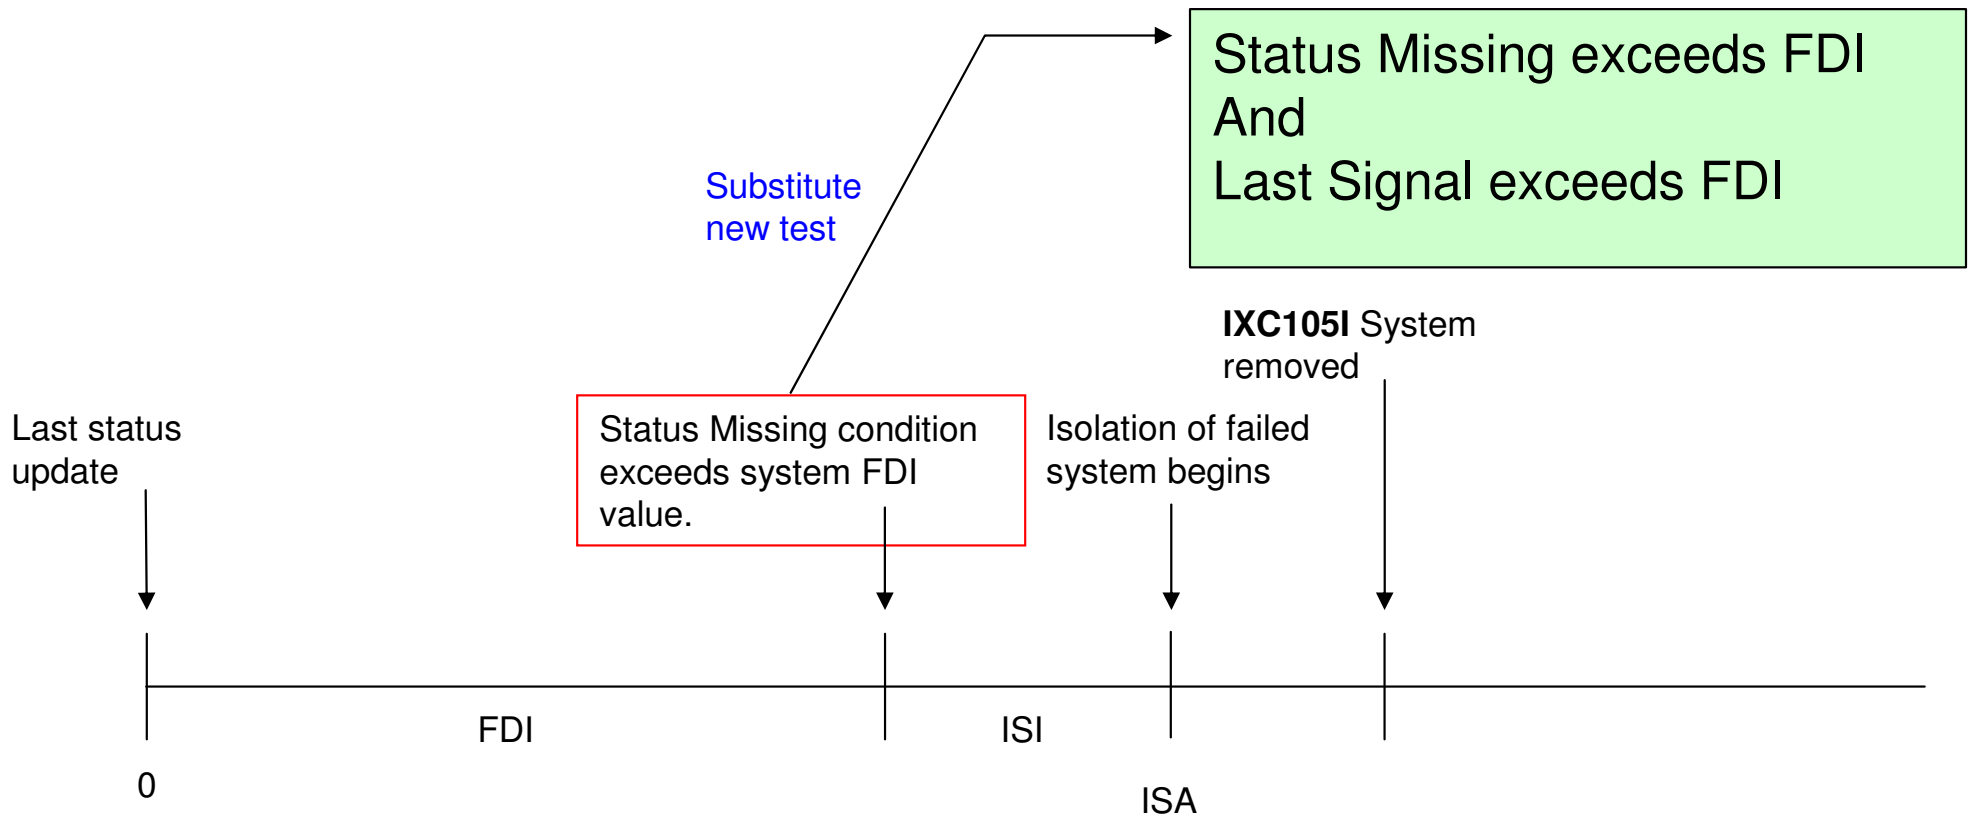 Status Missing exceeds FDI
And
Last Signal exceeds FDI
Substitute
new test
IXC105I System
removed
Last status
update
Status Missing condition
exceeds system FDI
value.
Isolation of failed
system begins
FDI
ISI
0
ISA